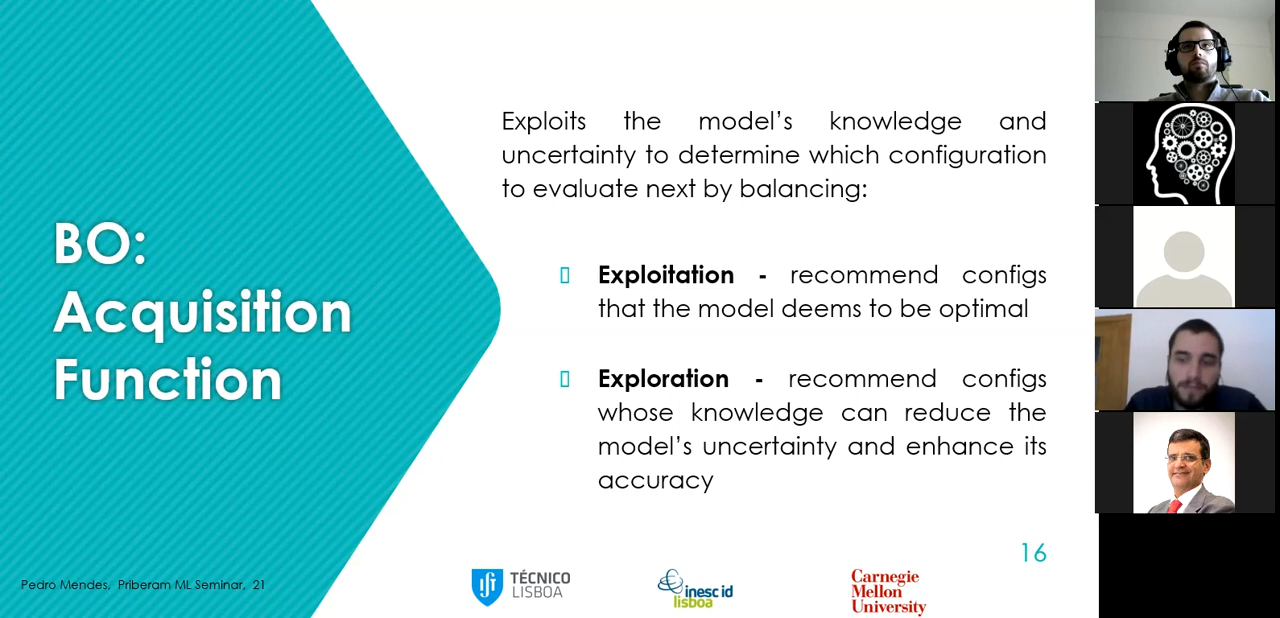 BO:
Acquisition
Function
Exploits the model's knowledge and
uncertainty to determine which configuration
to evaluate next by balancing:
Exploitation - recommend configs
that the model deems to be optimal
Exploration - recommend configs
whose knowledge can reduce the
model's uncertainty and enhance its
accuracy
16
Pedro Mendes, Priberam ML Seminar, 21
TÉCNICO
LISBOA
inesc id
lisboa
Carnegie
Mellon
University